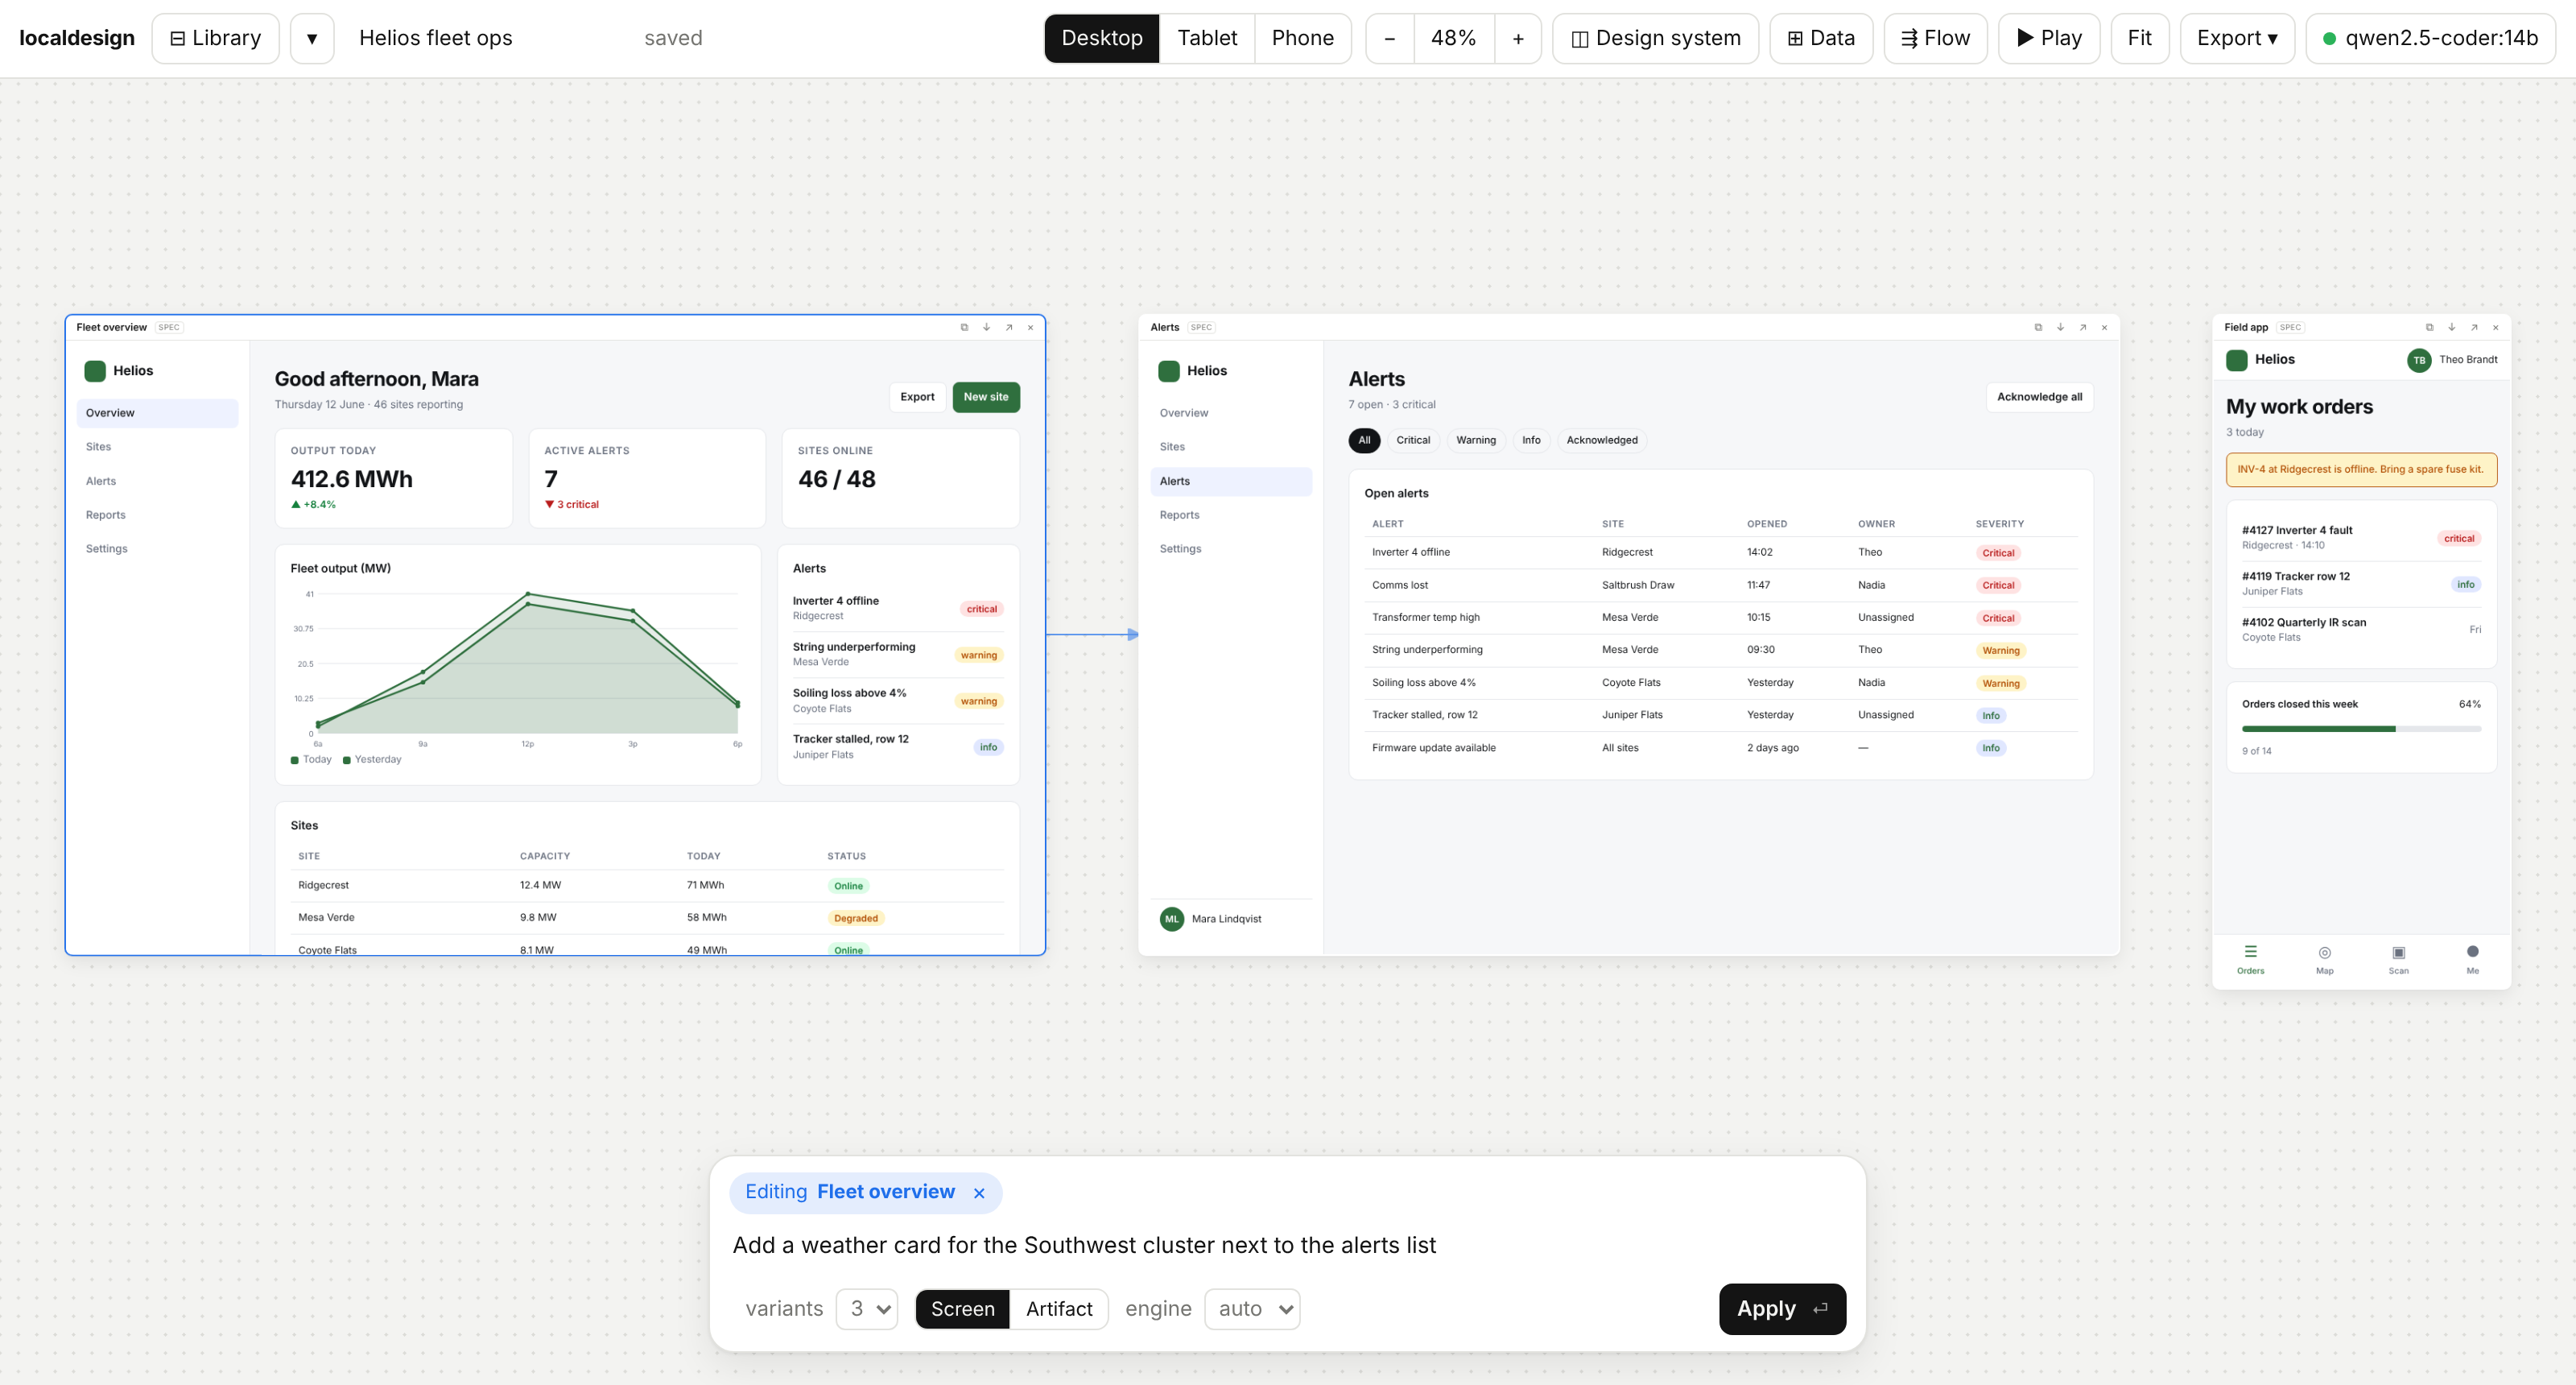 localdesign Library Helios fleet ops saved Desktop Tablet Phone − 48% + Design system Data Flow Play Fit Export qwen2.5-coder:14b
Fleet overview SPEC
Helios
Overview
Sites
Alerts
Reports
Settings
Good afternoon, Mara
Thursday 12 June · 46 sites reporting
Export New site
OUTPUT TODAY
412.6 MWh
▲ +8.4%
ACTIVE ALERTS
7
▼ 3 critical
SITES ONLINE
46 / 48
Fleet output (MW)
41
30.75
20.5
10.25
0
6a 9a 12p 3p 6p
Today Yesterday
Alerts
Inverter 4 offline critical
Ridgecrest
String underperforming warning
Mesa Verde
Soiling loss above 4% warning
Coyote Flats
Tracker stalled, row 12 info
Juniper Flats
Sites
SITE CAPACITY TODAY STATUS
Ridgecrest 12.4 MW 71 MWh Online
Mesa Verde 9.8 MW 58 MWh Degraded
Coyote Flats 8.1 MW 49 MWh Online
Alerts SPEC
Helios
Overview
Sites
Alerts
Reports
Settings
ML Mara Lindqvist
Alerts
7 open · 3 critical
Acknowledge all
All Critical Warning Info Acknowledged
Open alerts
ALERT SITE OPENED OWNER SEVERITY
Inverter 4 offline Ridgecrest 14:02 Theo Critical
Comms lost Saltbrush Draw 11:47 Nadia Critical
Transformer temp high Mesa Verde 10:15 Unassigned Critical
String underperforming Mesa Verde 09:30 Theo Warning
Soiling loss above 4% Coyote Flats Yesterday Nadia Warning
Tracker stalled, row 12 Juniper Flats Yesterday Unassigned Info
Firmware update available All sites 2 days ago — Info
Field app SPEC
Helios TB Theo Brandt
My work orders
3 today
INV-4 at Ridgecrest is offline. Bring a spare fuse kit.
#4127 Inverter 4 fault critical
Ridgecrest · 14:10
#4119 Tracker row 12 info
Juniper Flats
#4102 Quarterly IR scan Fri
Coyote Flats
Orders closed this week 64%
9 of 14
Orders Map Scan Me
Editing Fleet overview ×
Add a weather card for the Southwest cluster next to the alerts list
variants 3 Screen Artifact engine auto Apply ⏎